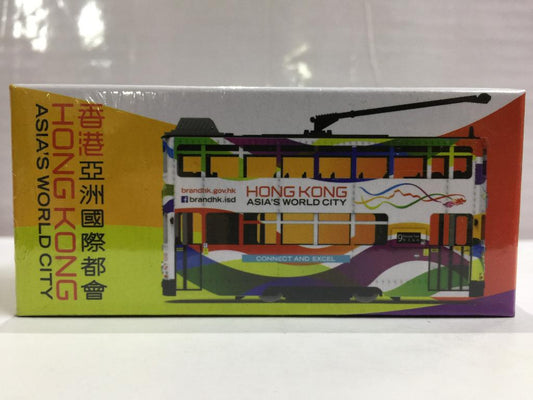 香港亞洲國際都會
HONG KONG
ASIA'S WORLD CITY
brandhk.gov.hk
brandhk.isd
HONG KONG
ASIA'S WORLD CITY
CONNECT AND EXCEL
9